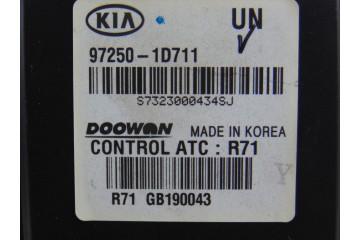 KIA UN
97250-1D711
S7323000434SJ
DOOWON MADE IN KOREA
CONTROL ATC : R71
Y
R71 GB190043